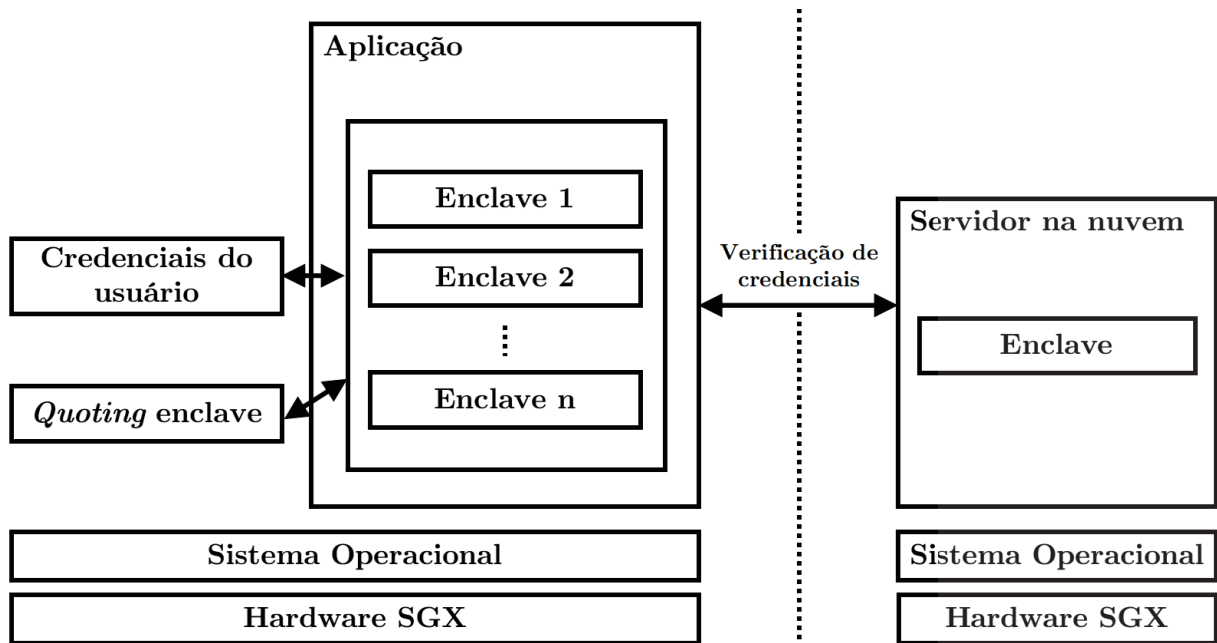 Aplicação
Enclave 1
Enclave 2
Enclave n
Credenciais do
usuário
Quoting enclave
Verificação de
credenciais
Servidor na nuvem
Enclave
Sistema Operacional
Hardware SGX
Sistema Operacional
Hardware SGX